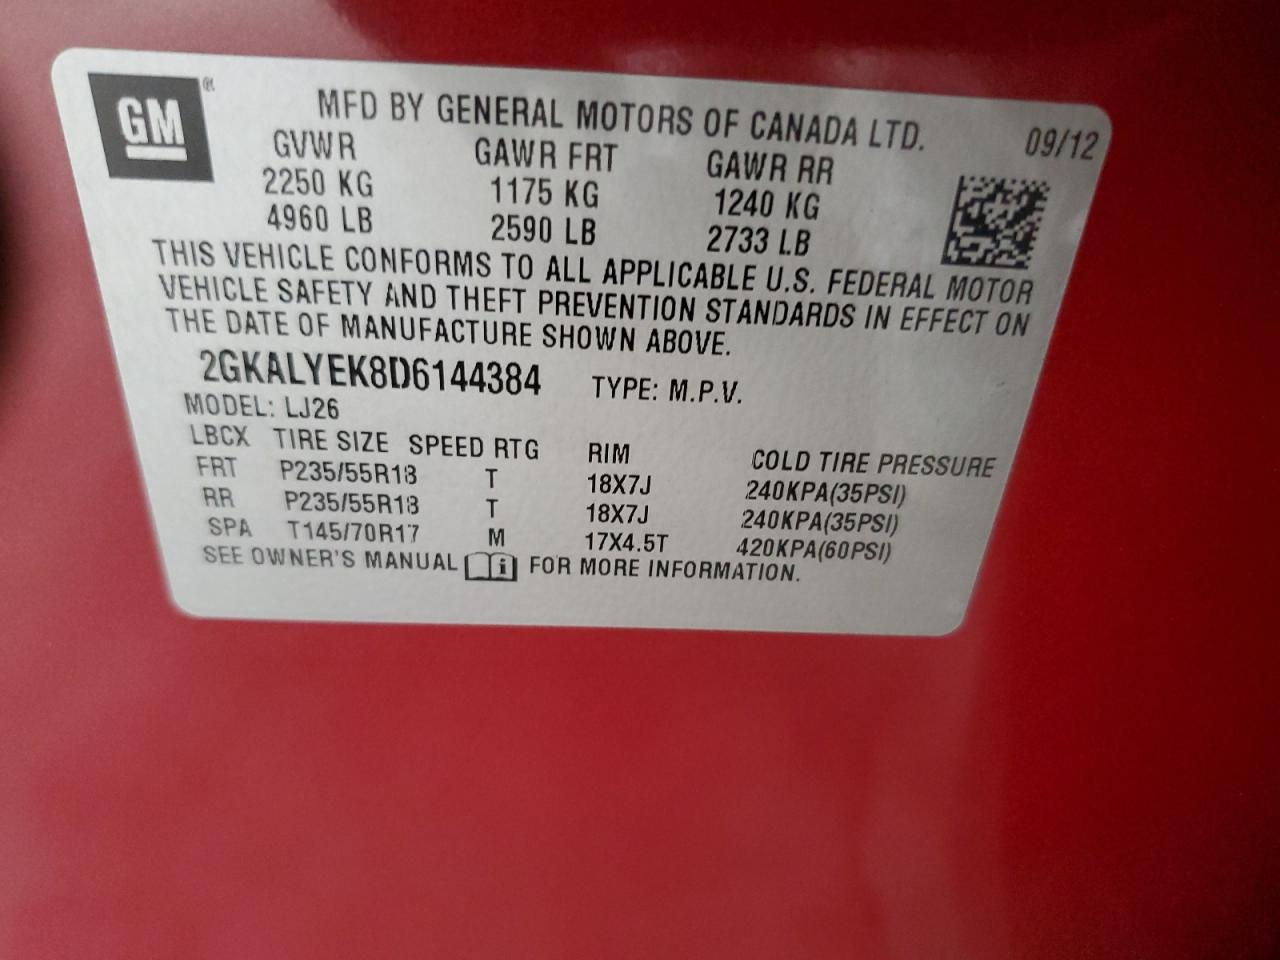 GM ® MFD BY GENERAL MOTORS OF CANADA LTD. 09/12
GVWR GAWR FRT GAWR RR
2250 KG 1175 KG 1240 KG
4960 LB 2590 LB 2733 LB
THIS VEHICLE CONFORMS TO ALL APPLICABLE U.S. FEDERAL MOTOR
VEHICLE SAFETY AND THEFT PREVENTION STANDARDS IN EFFECT ON
THE DATE OF MANUFACTURE SHOWN ABOVE.
2GKALYEK8D6144384 TYPE: M.P.V.
MODEL: LJ26
LBCX TIRE SIZE SPEED RTG RIM COLD TIRE PRESSURE
FRT P235/55R18 T 18X7J 240KPA(35PSI)
RR P235/55R18 T 18X7J 240KPA(35PSI)
SPA T145/70R17 M 17X4.5T 420KPA(60PSI)
SEE OWNER'S MANUAL i FOR MORE INFORMATION.